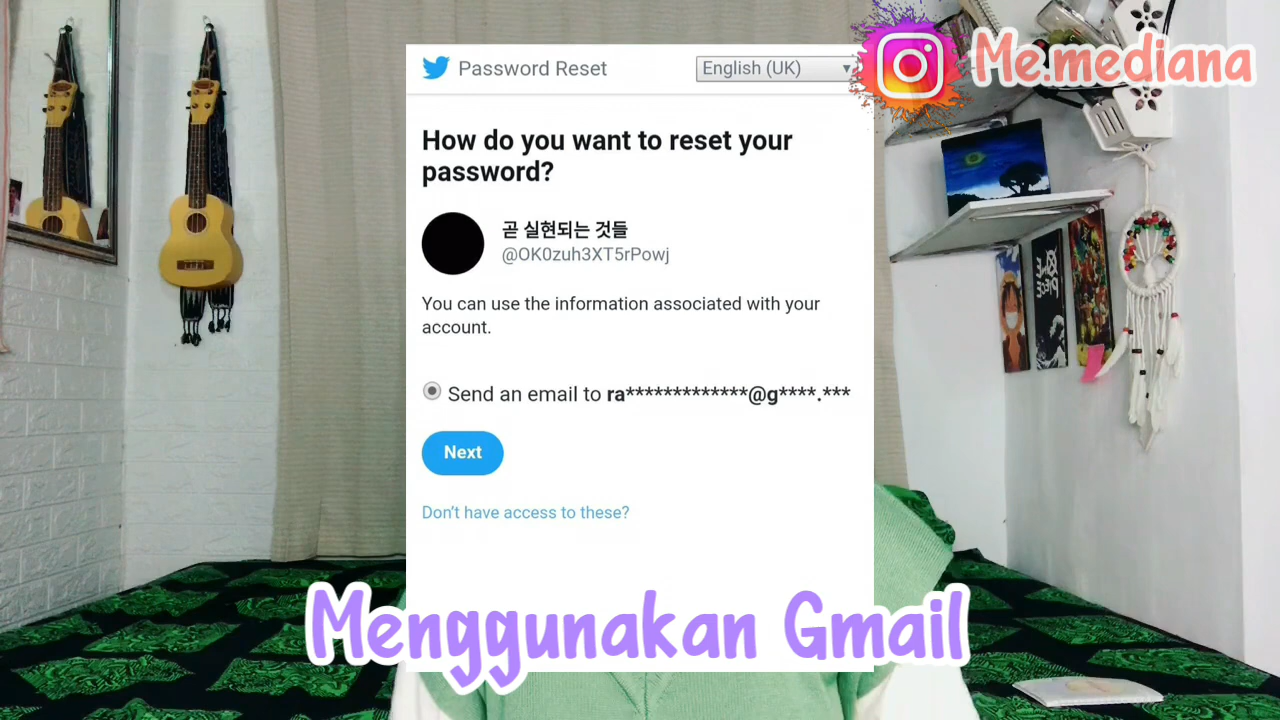 Me.mediana
Password Reset
English (UK)
How do you want to reset your
password?
곧 실현되는 것들
@OK0zuh3XT5rPowj
You can use the information associated with your
account.
Send an email to ra*************@g****.***
Next
Don't have access to these?
ONE
PIECE
Menggunakan Gmail